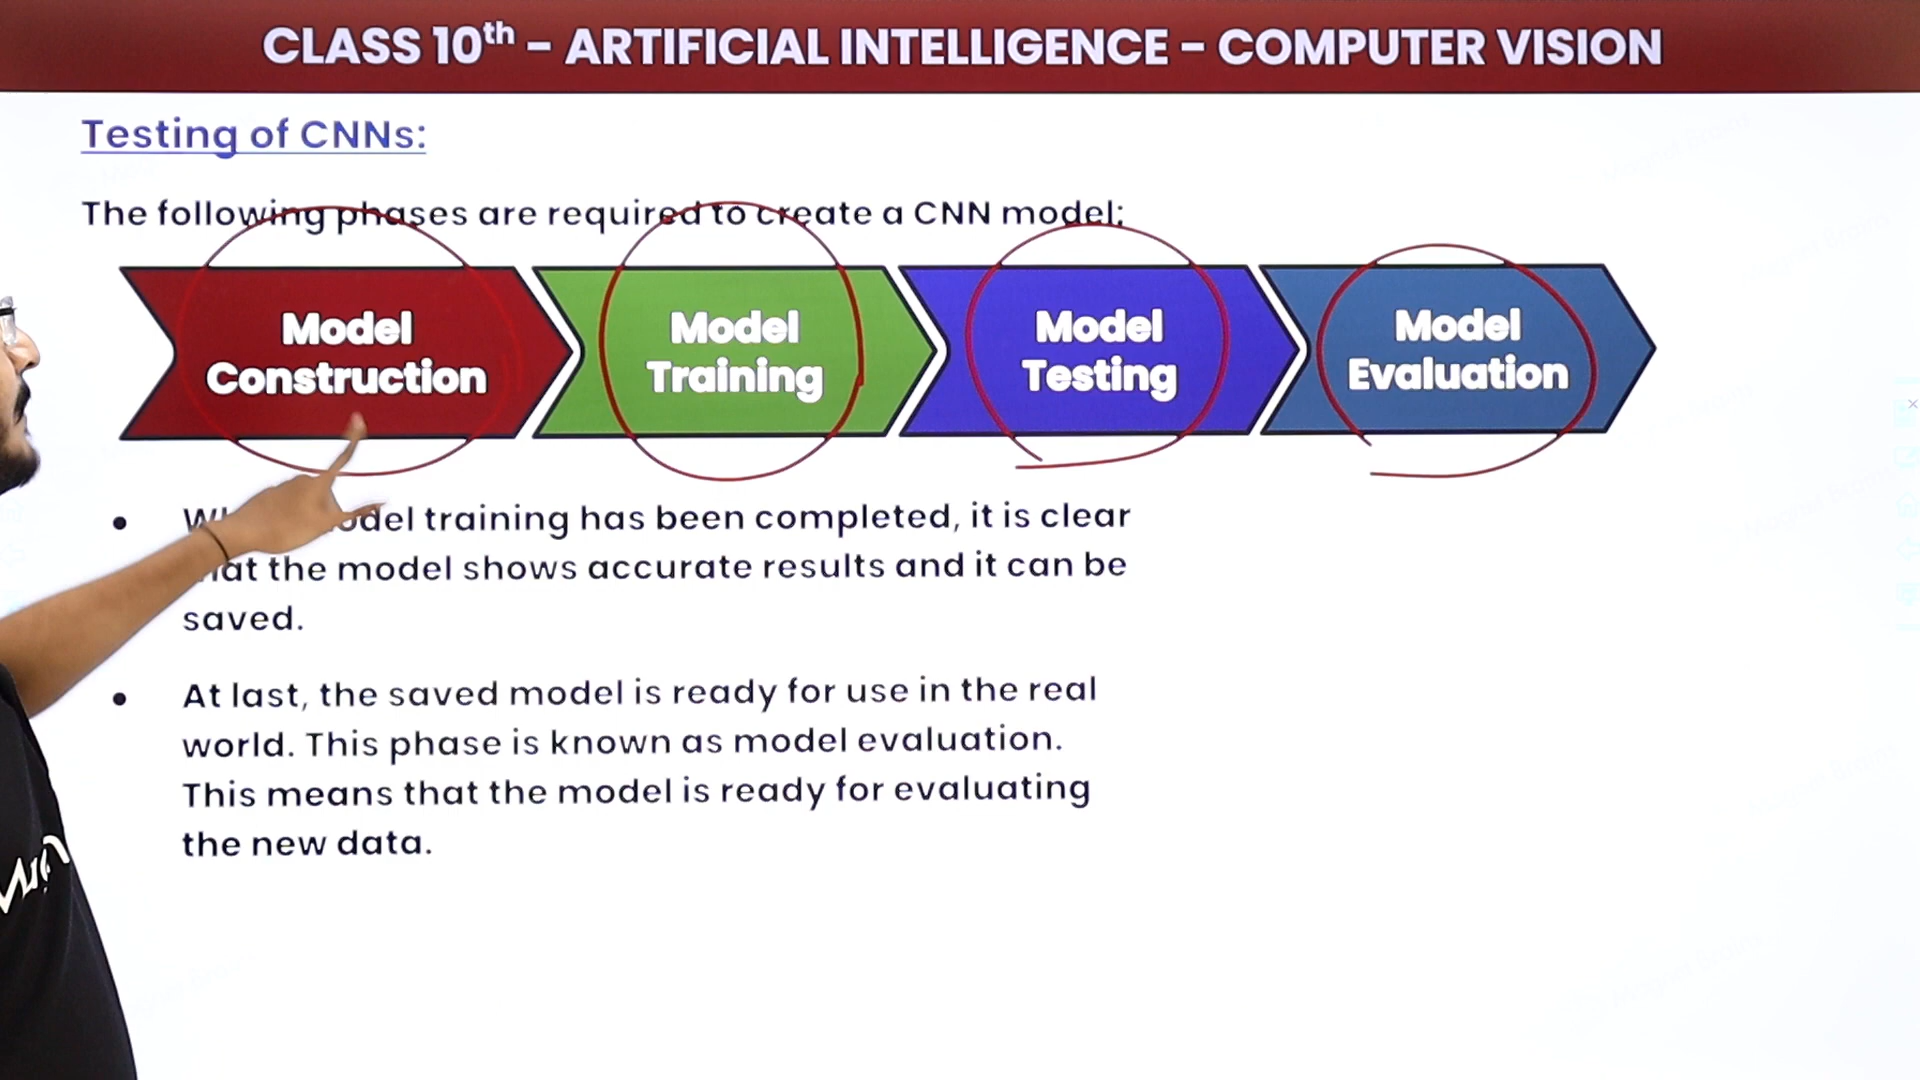 CLASS 10th – ARTIFICIAL INTELLIGENCE – COMPUTER VISION
Testing of CNNs:
The following phases are required to create a CNN model:
Model
Construction
Model
Training
Model
Testing
Model
Evaluation
• model training has been completed, it is clear
that the model shows accurate results and it can be
saved.
• At last, the saved model is ready for use in the real
world. This phase is known as model evaluation.
This means that the model is ready for evaluating
the new data.